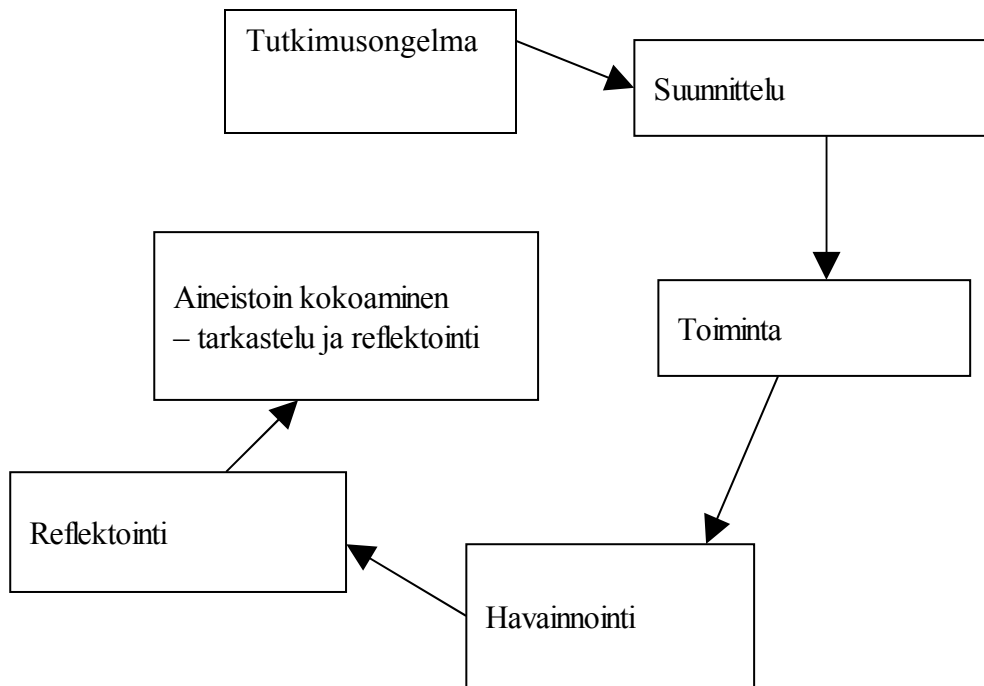 Tutkimusongelma
Suunnittelu
Toiminta
Havainnointi
Reflektointi
Aineistoin kokoaminen
– tarkastelu ja reflektointi